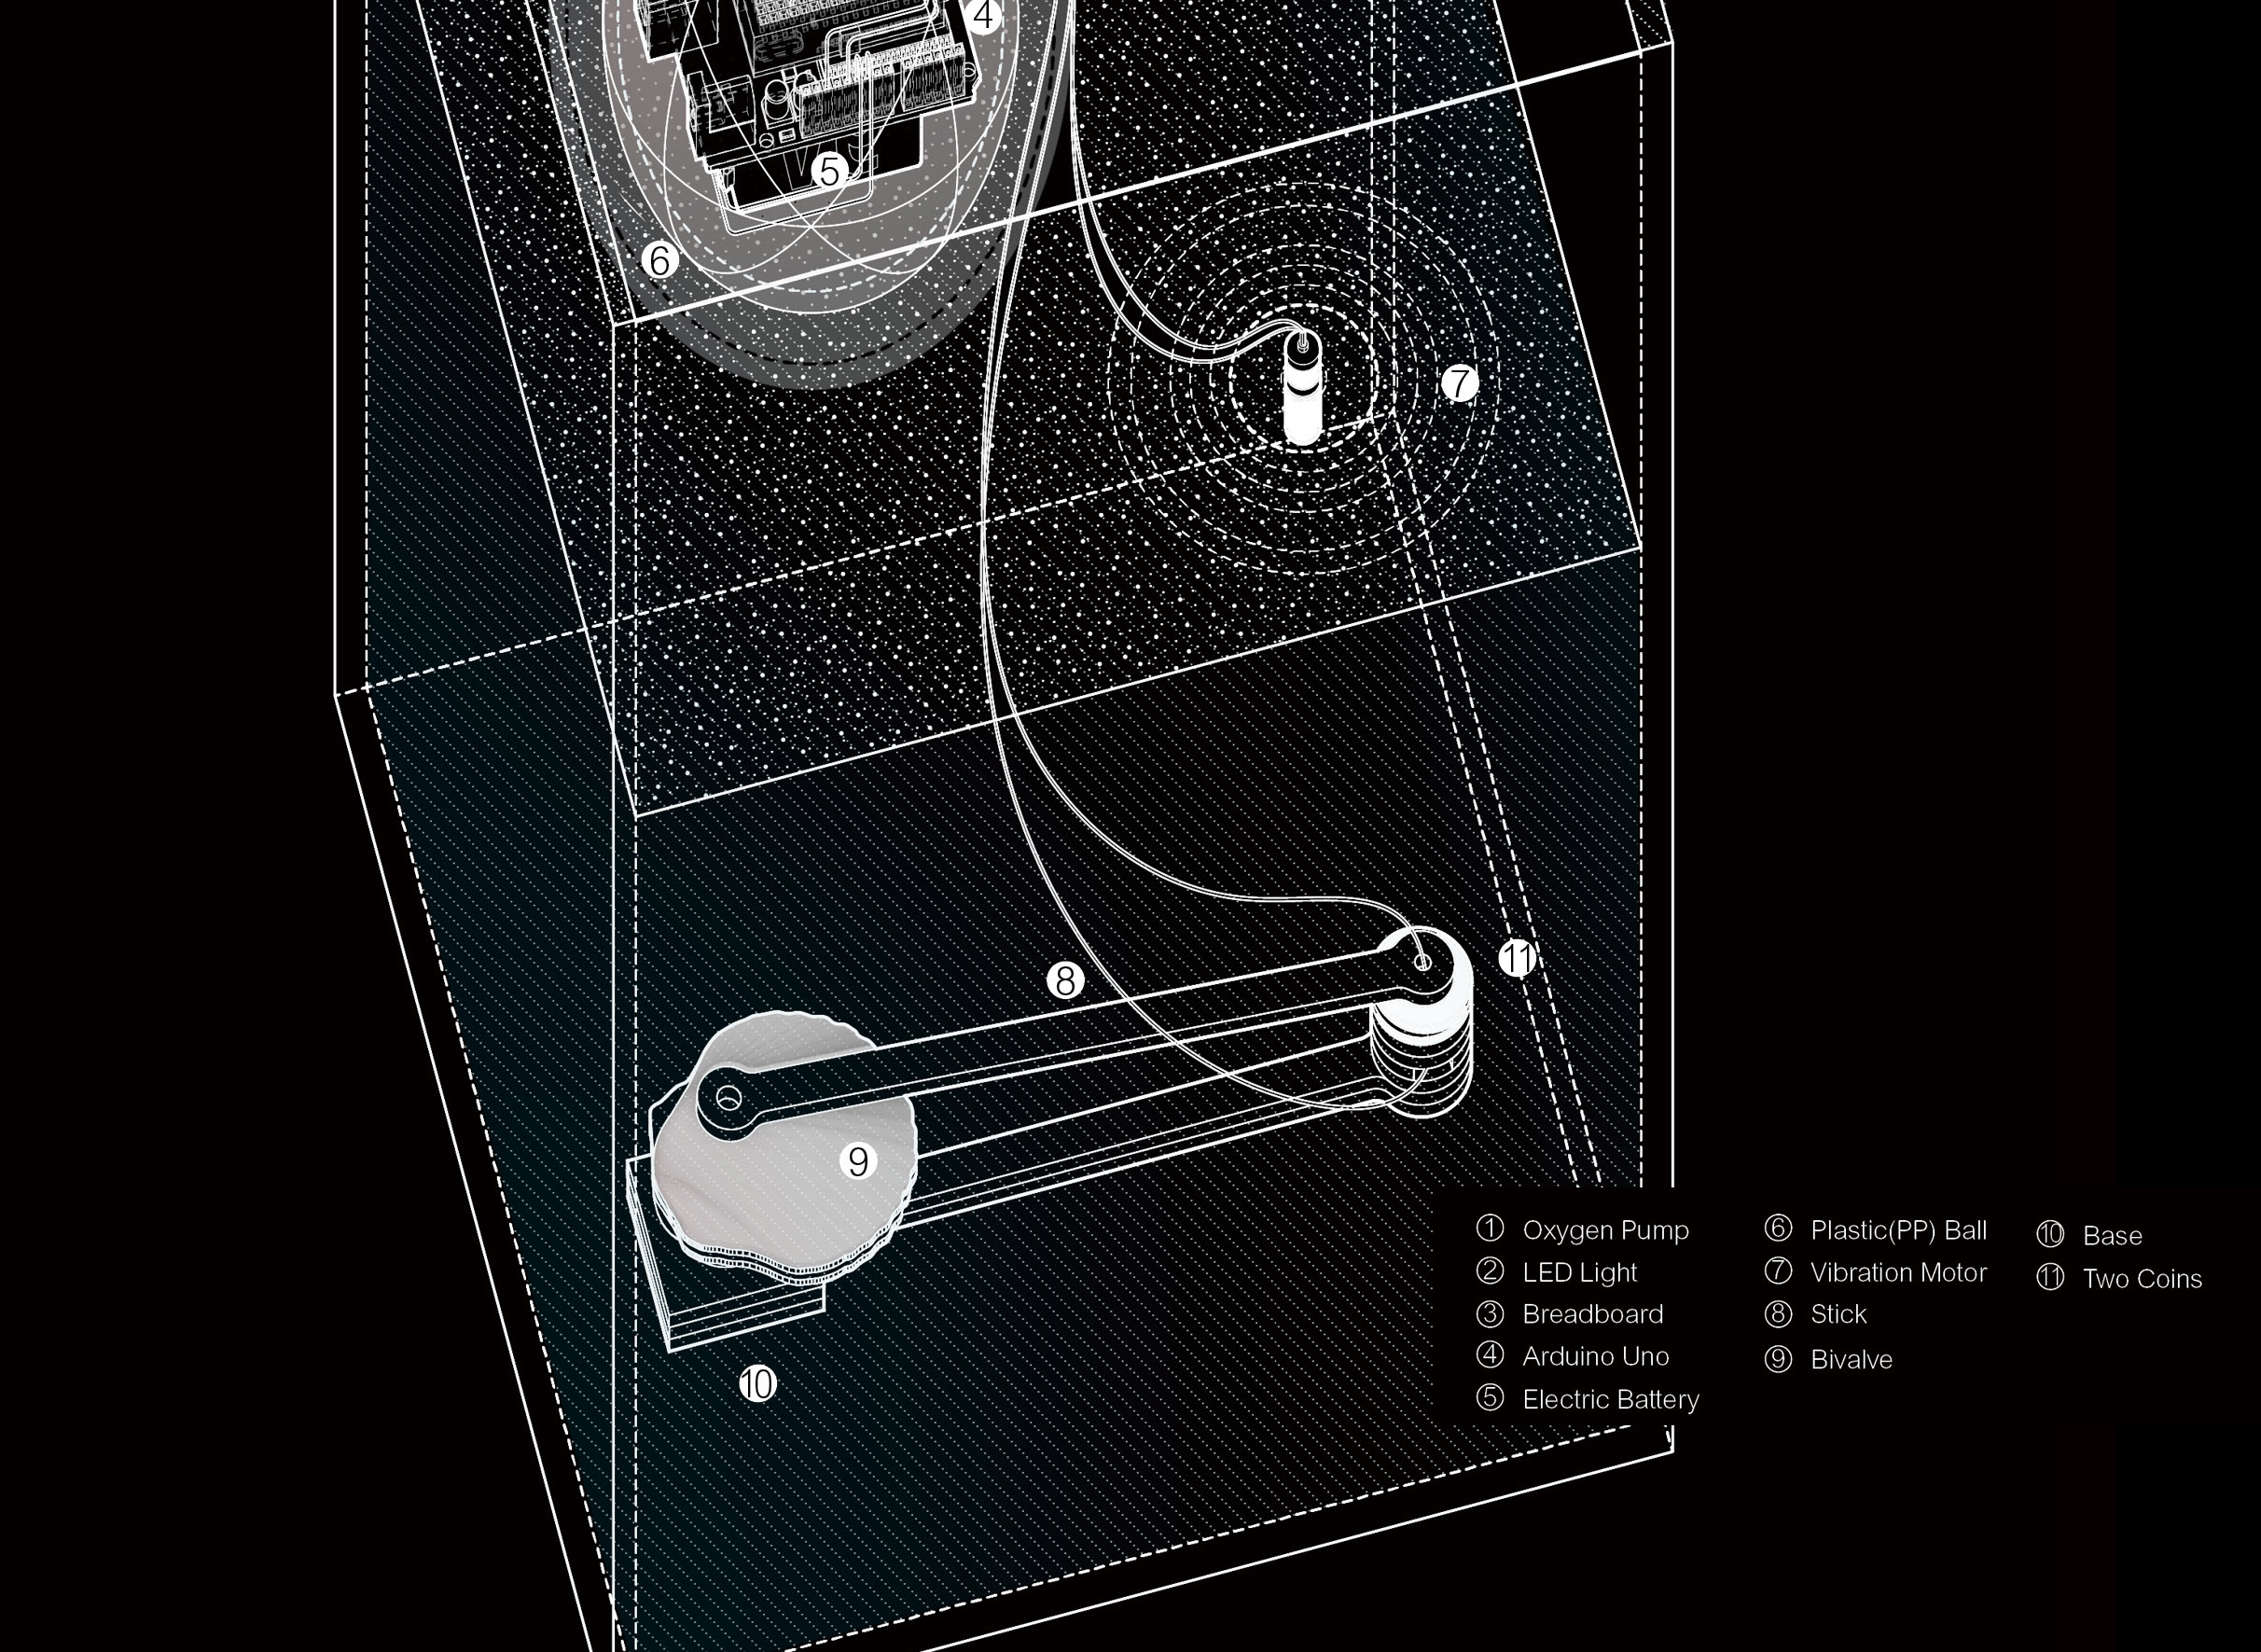 4
5
6
7
8
11
9
10
① Oxygen Pump
② LED Light
③ Breadboard
④ Arduino Uno
⑤ Electric Battery
⑥ Plastic(PP) Ball
⑦ Vibration Motor
⑧ Stick
⑨ Bivalve
⑩ Base
⑪ Two Coins